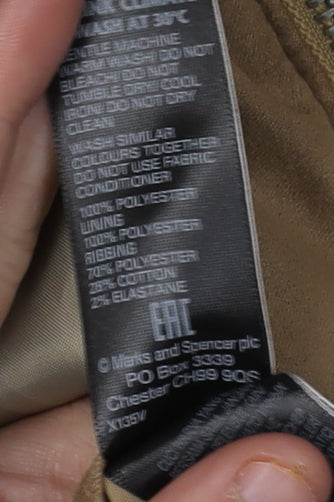 WASH AT 30°C
GENTLE MACHINE
WARM WASH DO NOT
BLEACH DO NOT
TUMBLE DRY COOL
IRON DO NOT DRY
CLEAN
WASH SIMILAR
COLOURS TOGETHER
DO NOT USE FABRIC
CONDITIONER
100% POLYESTER
LINING
100% POLYESTER
RIBBING
70% POLYESTER
28% COTTON
2% ELASTANE
EAC
© Marks and Spencer plc
PO Box 3339
Chester CH99 9QS
X135V